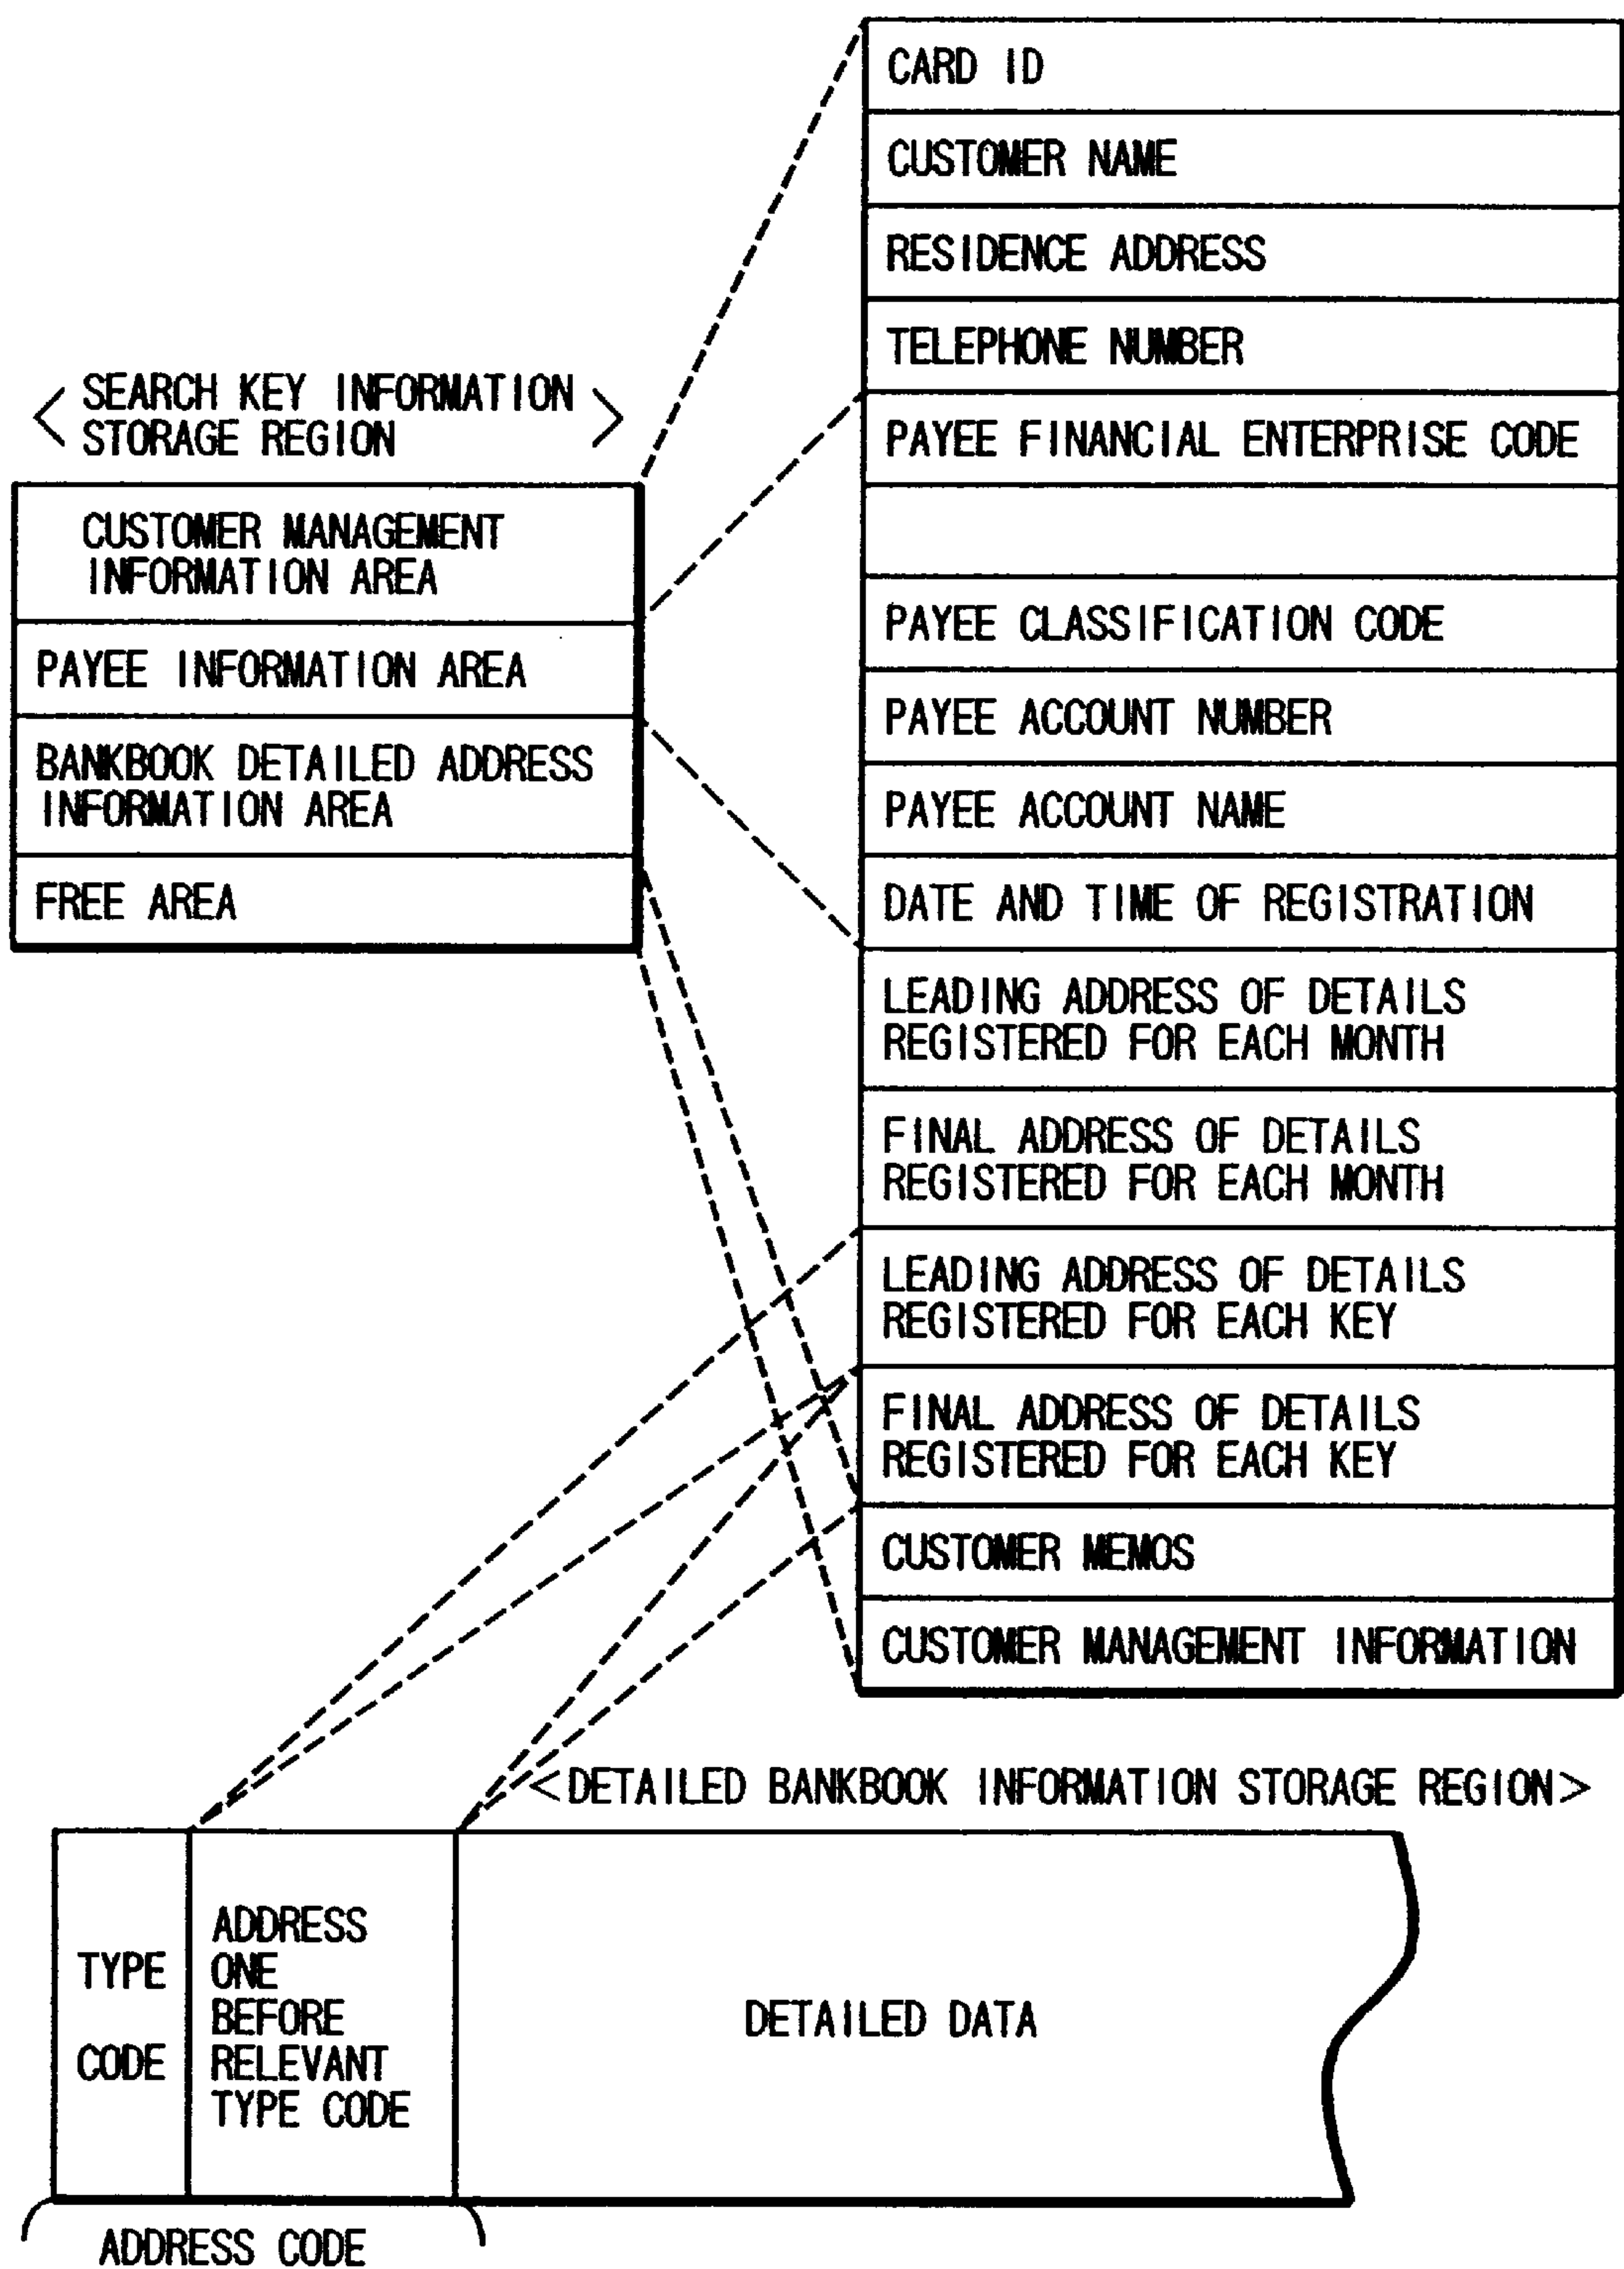 < SEARCH KEY INFORMATION
STORAGE REGION >
CUSTOMER MANAGEMENT
INFORMATION AREA
PAYEE INFORMATION AREA
BANKBOOK DETAILED ADDRESS
INFORMATION AREA
FREE AREA
CARD ID
CUSTOMER NAME
RESIDENCE ADDRESS
TELEPHONE NUMBER
PAYEE FINANCIAL ENTERPRISE CODE
PAYEE CLASSIFICATION CODE
PAYEE ACCOUNT NUMBER
PAYEE ACCOUNT NAME
DATE AND TIME OF REGISTRATION
LEADING ADDRESS OF DETAILS
REGISTERED FOR EACH MONTH
FINAL ADDRESS OF DETAILS
REGISTERED FOR EACH MONTH
LEADING ADDRESS OF DETAILS
REGISTERED FOR EACH KEY
FINAL ADDRESS OF DETAILS
REGISTERED FOR EACH KEY
CUSTOMER MEMOS
CUSTOMER MANAGEMENT INFORMATION
<DETAILED BANKBOOK INFORMATION STORAGE REGION>
TYPE
CODE
ADDRESS
ONE
BEFORE
RELEVANT
TYPE CODE
DETAILED DATA
ADDRESS CODE